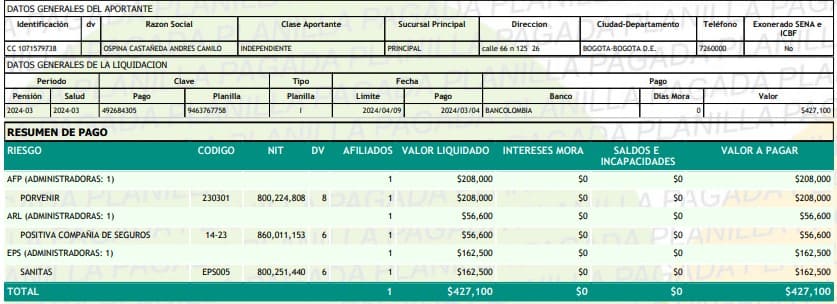 DATOS GENERALES DEL APORTANTE
Identificación dv Razon Social Clase Aportante Sucursal Principal Direccion Ciudad-Departamento Teléfono Exonerado SENA e ICBF
CC 1071579738 OSPINA CASTAÑEDA ANDRES CAMILO INDEPENDIENTE PRINCIPAL calle 66 n 125 26 BOGOTA-BOGOTA D.E. 7260000 No
DATOS GENERALES DE LA LIQUIDACION
Periodo Clave Tipo Fecha Pago
Pensión Salud Pago Planilla Planilla Limite Pago Banco Dias Mora Valor
2024-03 2024-03 492684305 9463767758 I 2024/04/09 2024/03/04 BANCOLOMBIA 0 $427,100
RESUMEN DE PAGO
RIESGO CODIGO NIT DV AFILIADOS VALOR LIQUIDADO INTERESES MORA SALDOS E INCAPACIDADES VALOR A PAGAR
AFP (ADMINISTRADORAS: 1) 1 $208,000 $0 $0 $208,000
PORVENIR 230301 800,224,808 8 1 $208,000 $0 $0 $208,000
ARL (ADMINISTRADORAS: 1) 1 $56,600 $0 $0 $56,600
POSITIVA COMPAÑIA DE SEGUROS 14-23 860,011,153 6 1 $56,600 $0 $0 $56,600
EPS (ADMINISTRADORAS: 1) 1 $162,500 $0 $0 $162,500
SANITAS EPS005 800,251,440 6 1 $162,500 $0 $0 $162,500
TOTAL 1 $427,100 $0 $0 $427,100
PLANILLA PAGADA